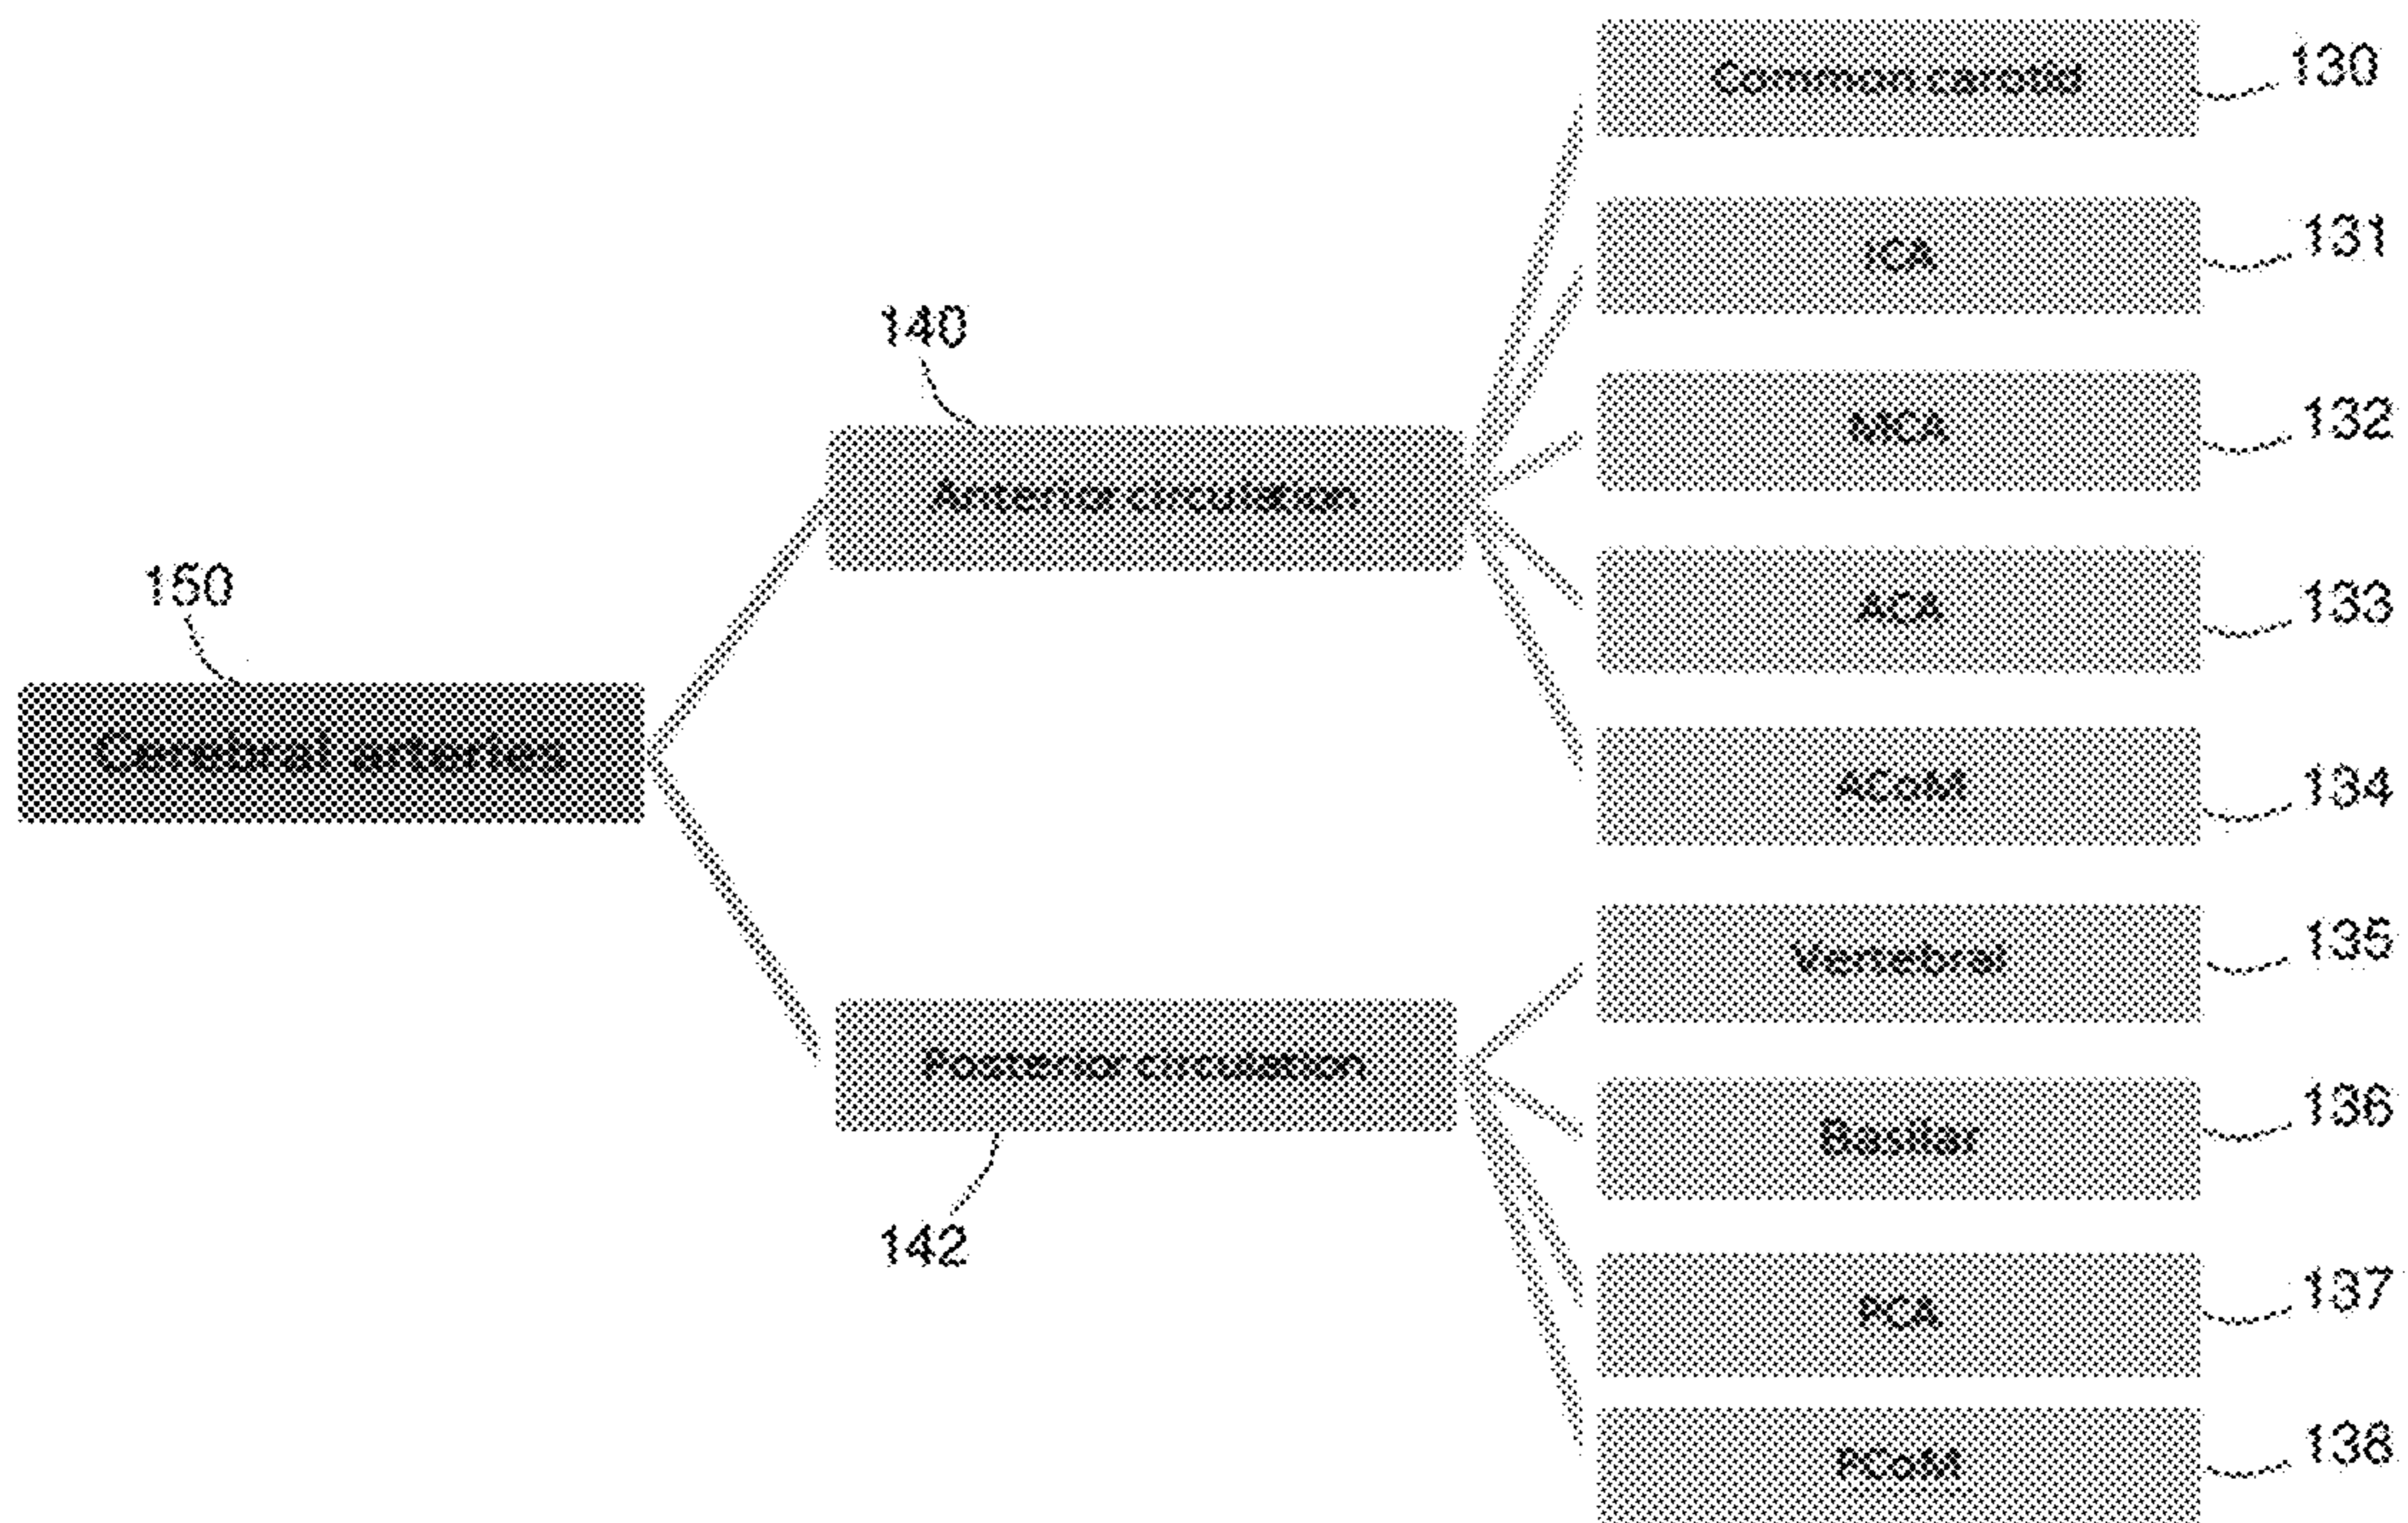 Common carotid
130
ICA
131
140
MCA
132
Anterior circulation
ACA
133
150
Cerebral arteries
ACoM
134
Vertebral
135
Posterior circulation
Basilar
136
142
PCA
137
PCoM
138